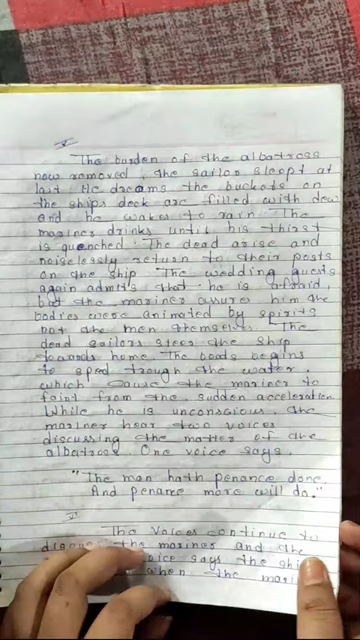 V
The burden of the albatross
now removed, the sailor sleept at
last. He dreams the buckets on
the ships deck are filled with dew
and he wakes to rain. The
mariner drinks until his thirst
is quenched. The dead arise and
noiselessly return to their posts
on the ship. The wedding guests
again admits that he is afraid,
but the mariner assures him the
bodies were animated by spirits
not the men themselves. The
dead sailors steer the ship
towards home. The boads begins
to sped trough the water,
which cause the mariner to
faint from the sudden acceleration
While he is unconscious, the
mariner hear two voices
discussing the matter of the
albatross. One voice says.
"The man hath penance done.
And penance more will do."
VI
The voices continue to
the mariner and the
voice says the
when the